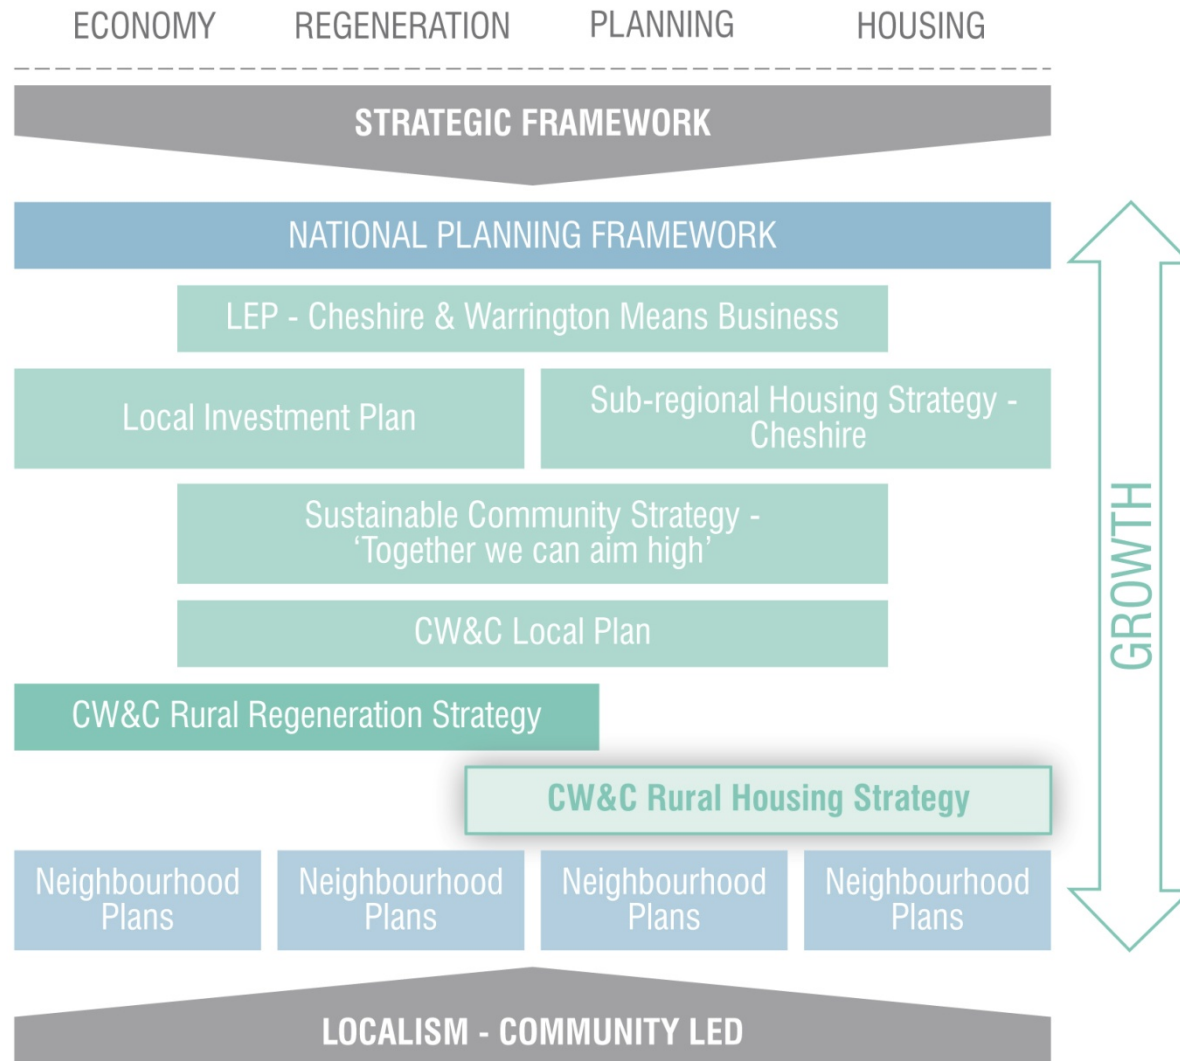 ECONOMY REGENERATION PLANNING HOUSING
STRATEGIC FRAMEWORK
NATIONAL PLANNING FRAMEWORK
LEP - Cheshire & Warrington Means Business
Local Investment Plan
Sub-regional Housing Strategy -
Cheshire
Sustainable Community Strategy -
‘Together we can aim high’
CW&C Local Plan
CW&C Rural Regeneration Strategy
CW&C Rural Housing Strategy
Neighbourhood
Plans
Neighbourhood
Plans
Neighbourhood
Plans
Neighbourhood
Plans
LOCALISM - COMMUNITY LED
GROWTH